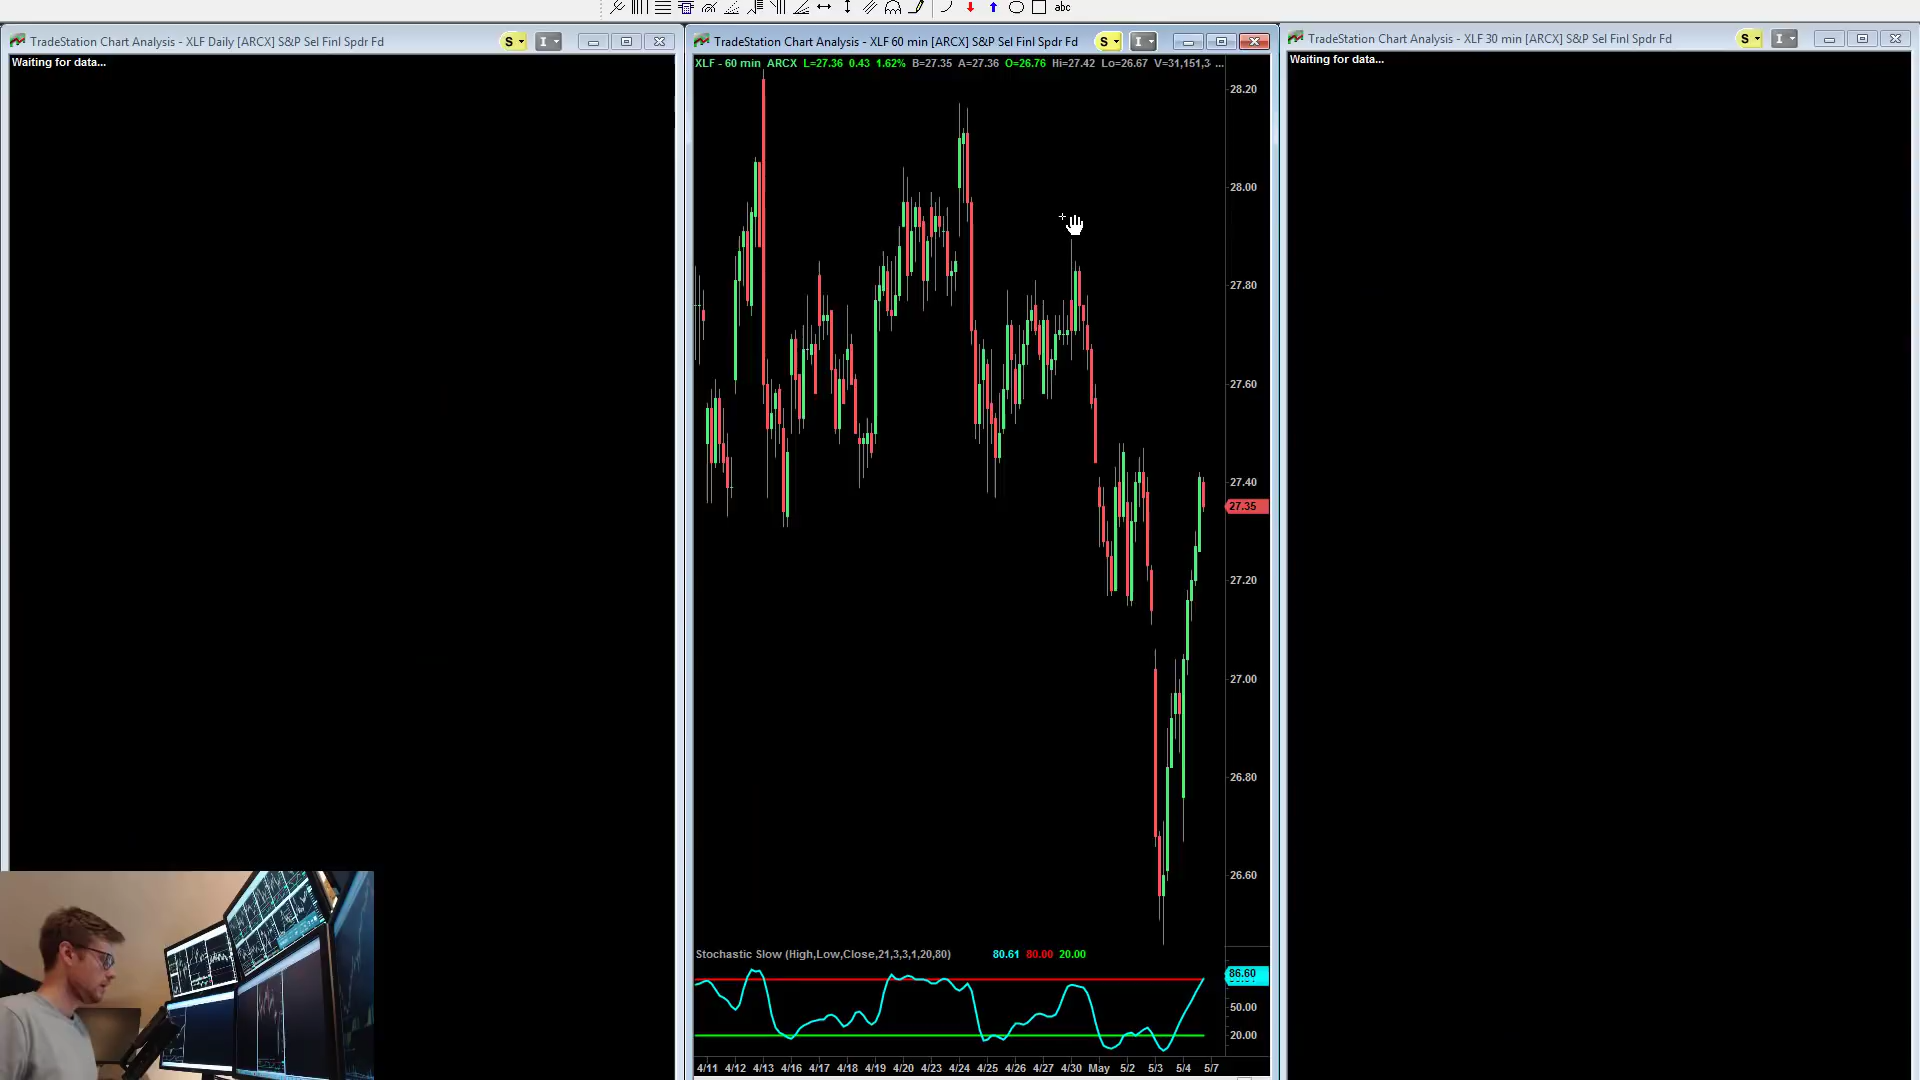 abc
TradeStation Chart Analysis - XLF Daily [ARCX] S&P Sel Finl Spdr Fd
S
I
Waiting for data...
TradeStation Chart Analysis - XLF 60 min [ARCX] S&P Sel Finl Spdr Fd
S
I
XLF - 60 min ARCX L=27.36 0.43 1.62% B=27.35 A=27.36 O=26.76 Hi=27.42 Lo=26.67 V=31,151,3 ...
28.20
28.00
27.80
27.60
27.40
27.35
27.20
27.00
26.80
26.60
Stochastic Slow (High,Low,Close,21,3,3,1,20,80) 80.61 80.00 20.00
86.60
50.00
20.00
4/11 4/12 4/13 4/16 4/17 4/18 4/19 4/20 4/23 4/24 4/25 4/26 4/27 4/30 May 5/2 5/3 5/4 5/7
TradeStation Chart Analysis - XLF 30 min [ARCX] S&P Sel Finl Spdr Fd
S
I
Waiting for data...